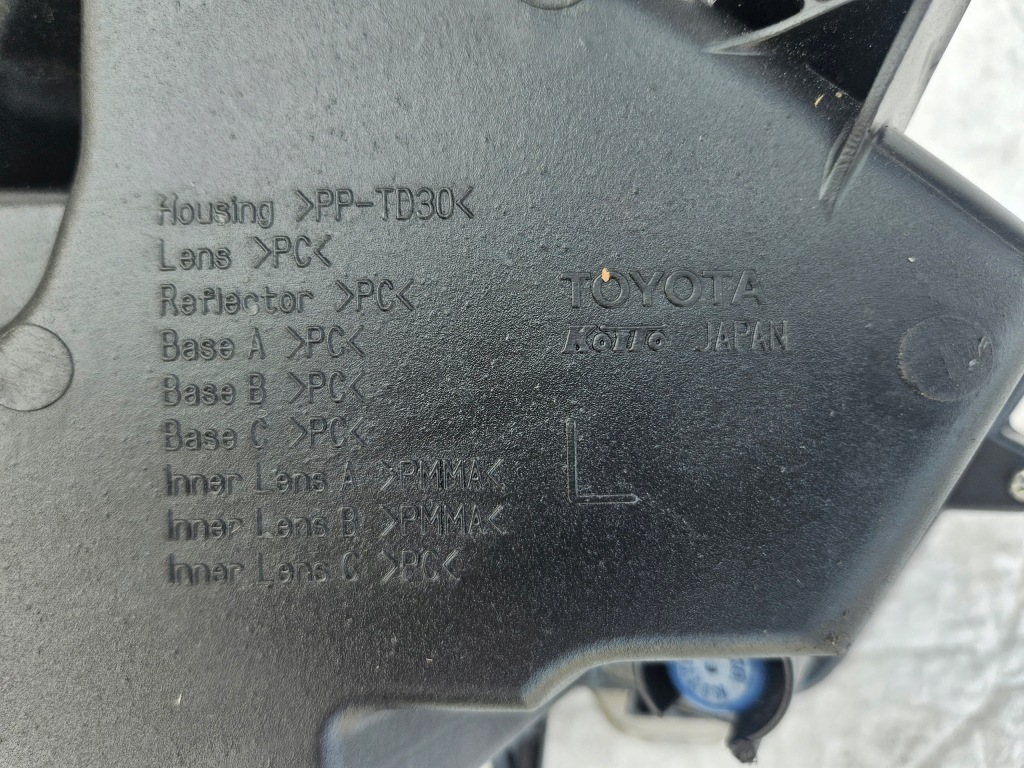 Housing >PP-TD30<
Lens >PC<
Reflector >PC<
Base A >PC<
Base B >PC<
Base C >PC<
Inner Lens A >PMMA<
Inner Lens B >PMMA<
Inner Lens C >PC<
TOYOTA
KOITO JAPAN
L